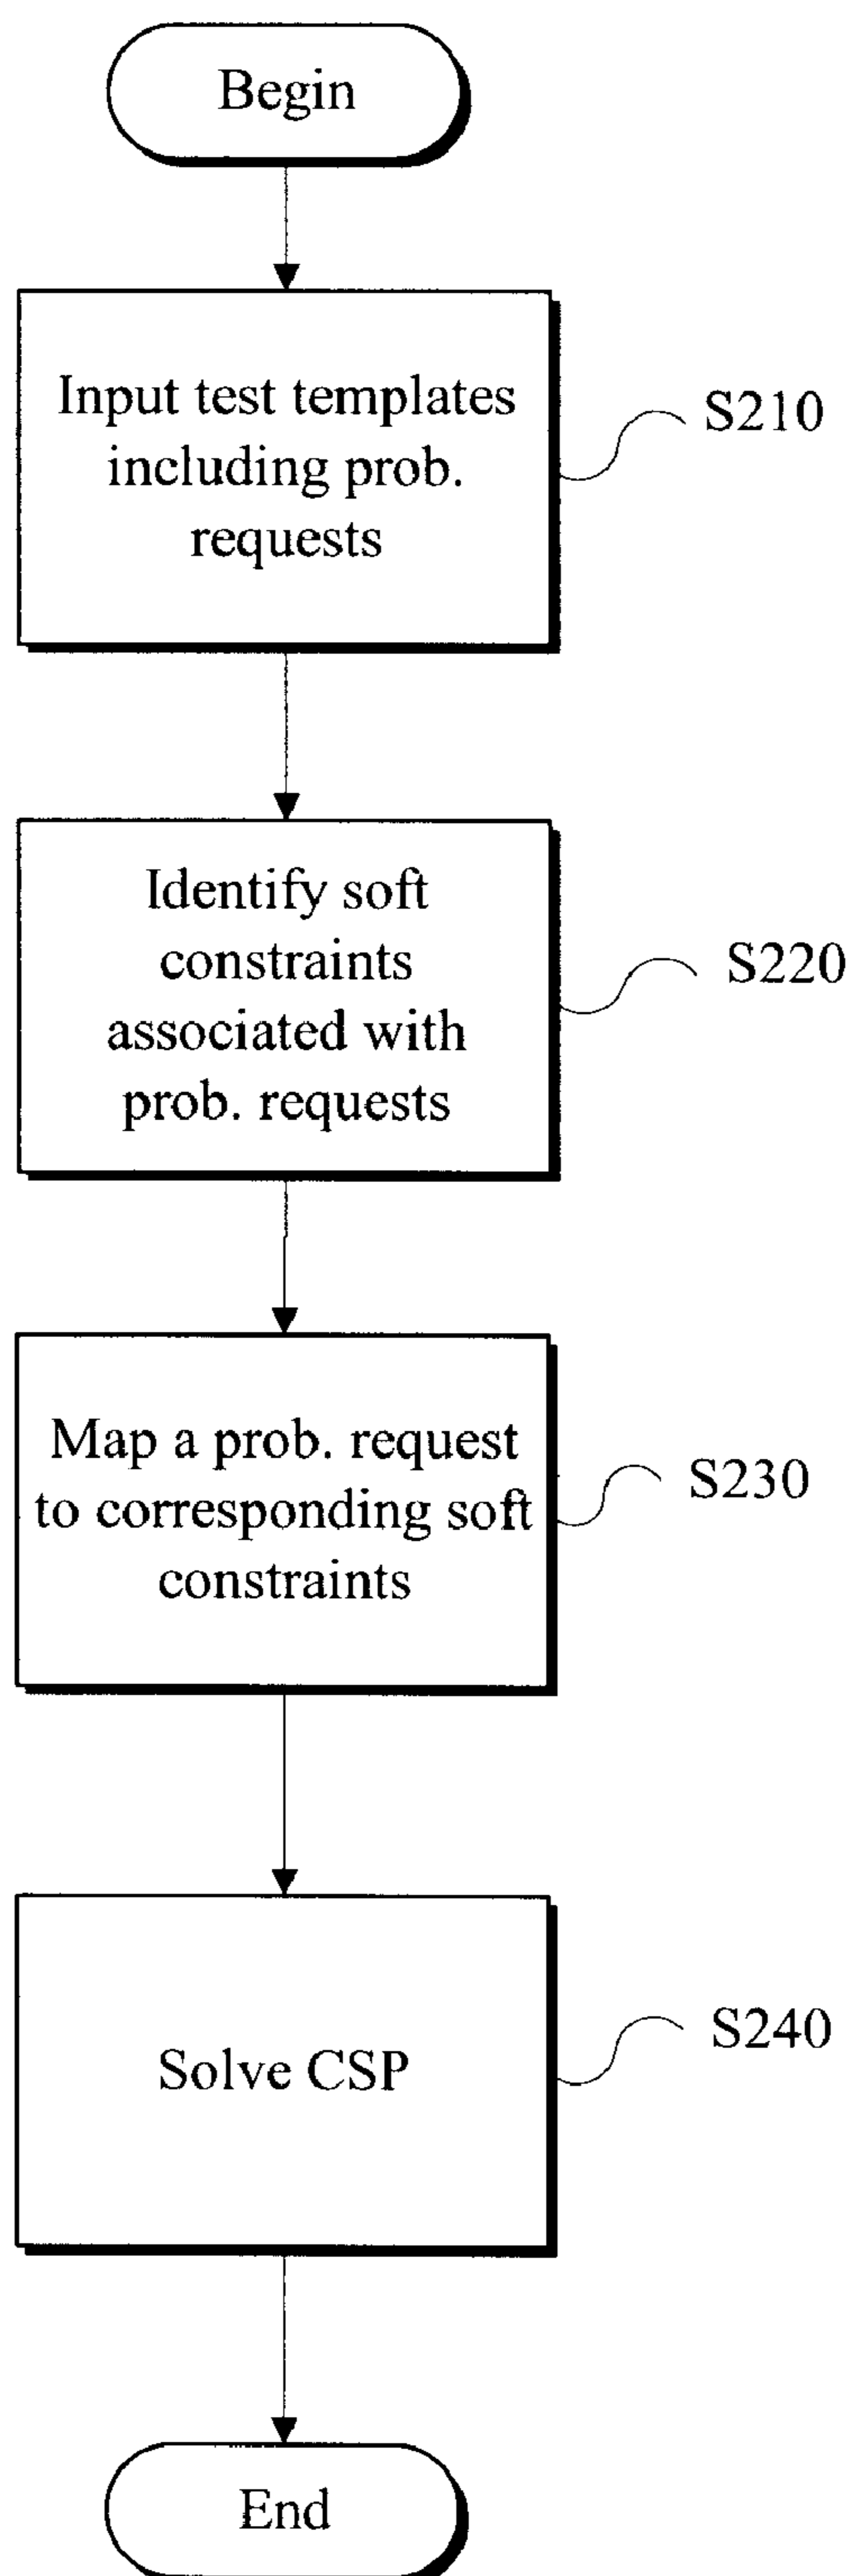 Begin
Input test templates
including prob.
requests
S210
Identify soft
constraints
associated with
prob. requests
S220
Map a prob. request
to corresponding soft
constraints
S230
Solve CSP
S240
End